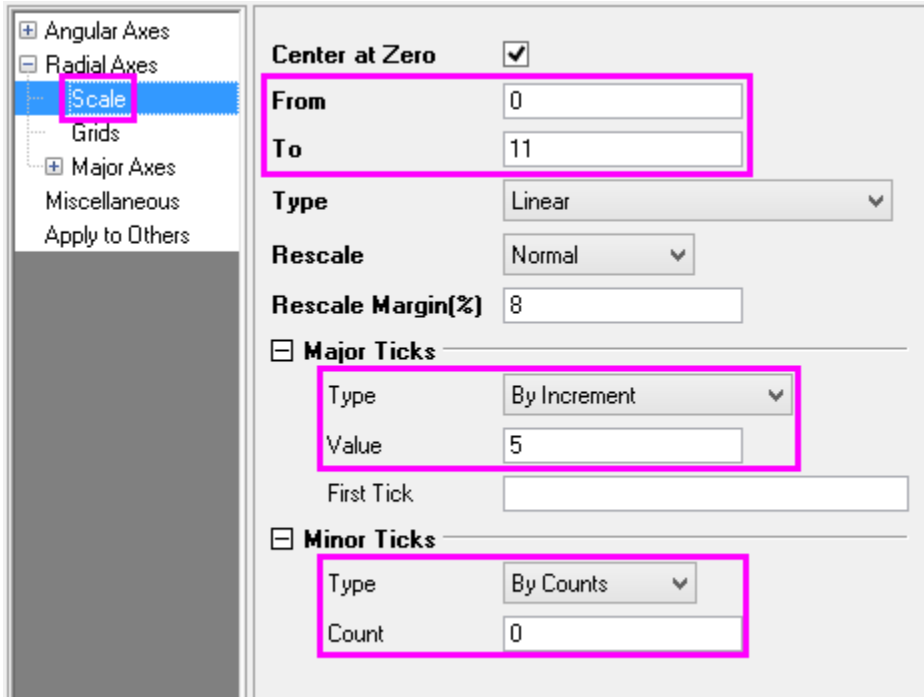 Angular Axes
Radial Axes
Scale
Grids
Major Axes
Miscellaneous
Apply to Others
Center at Zero
From 0
To 11
Type Linear
Rescale Normal
Rescale Margin(%) 8
Major Ticks
Type By Increment
Value 5
First Tick
Minor Ticks
Type By Counts
Count 0